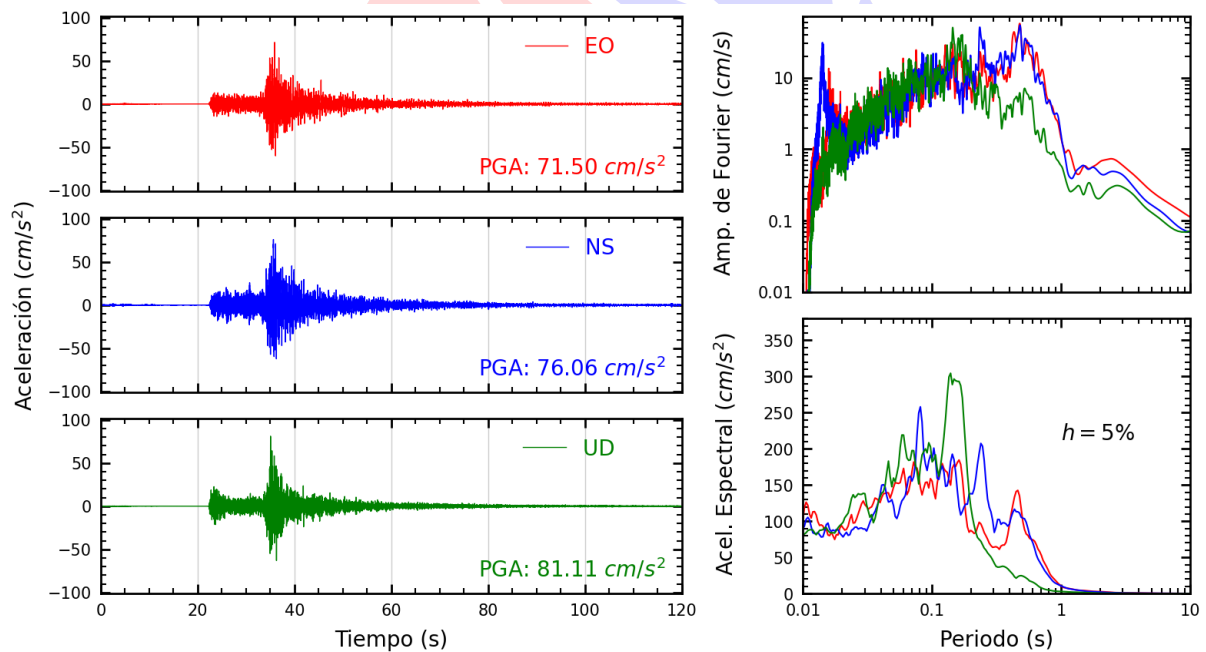 Aceleración (cm/s²)
100
50
0
−50
−100
EO
PGA: 71.50 cm/s²
100
50
0
−50
−100
NS
PGA: 76.06 cm/s²
100
50
0
−50
−100
UD
PGA: 81.11 cm/s²
0 20 40 60 80 100 120
Tiempo (s)
Amp. de Fourier (cm/s)
10
1
0.1
0.01
Acel. Espectral (cm/s²)
350
300
250
200
150
100
50
0
h = 5%
0.01 0.1 1 10
Periodo (s)